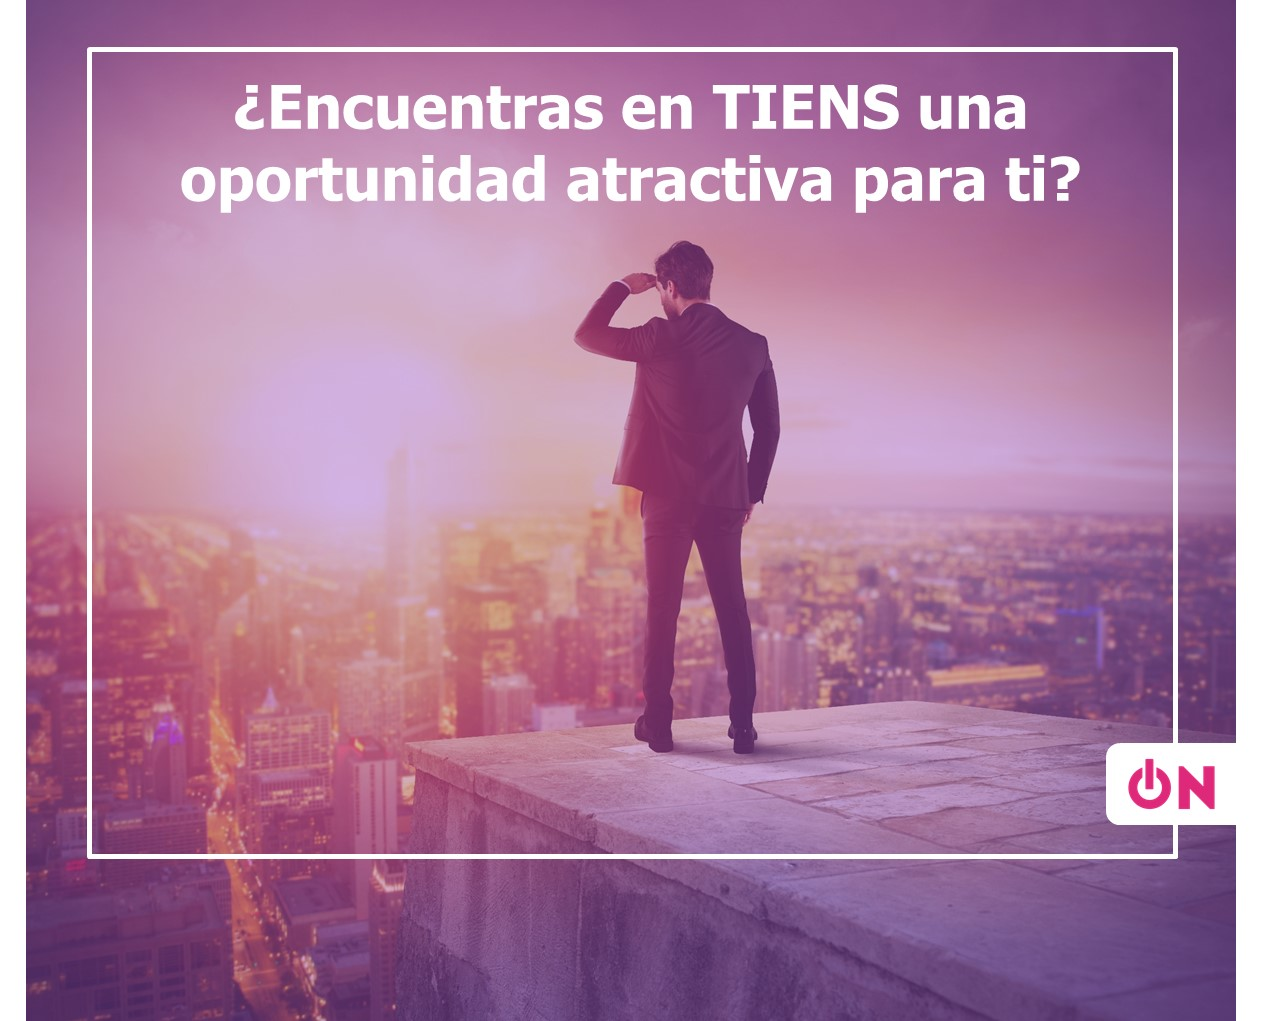 ¿Encuentras en TIENS una
oportunidad atractiva para ti?
ON